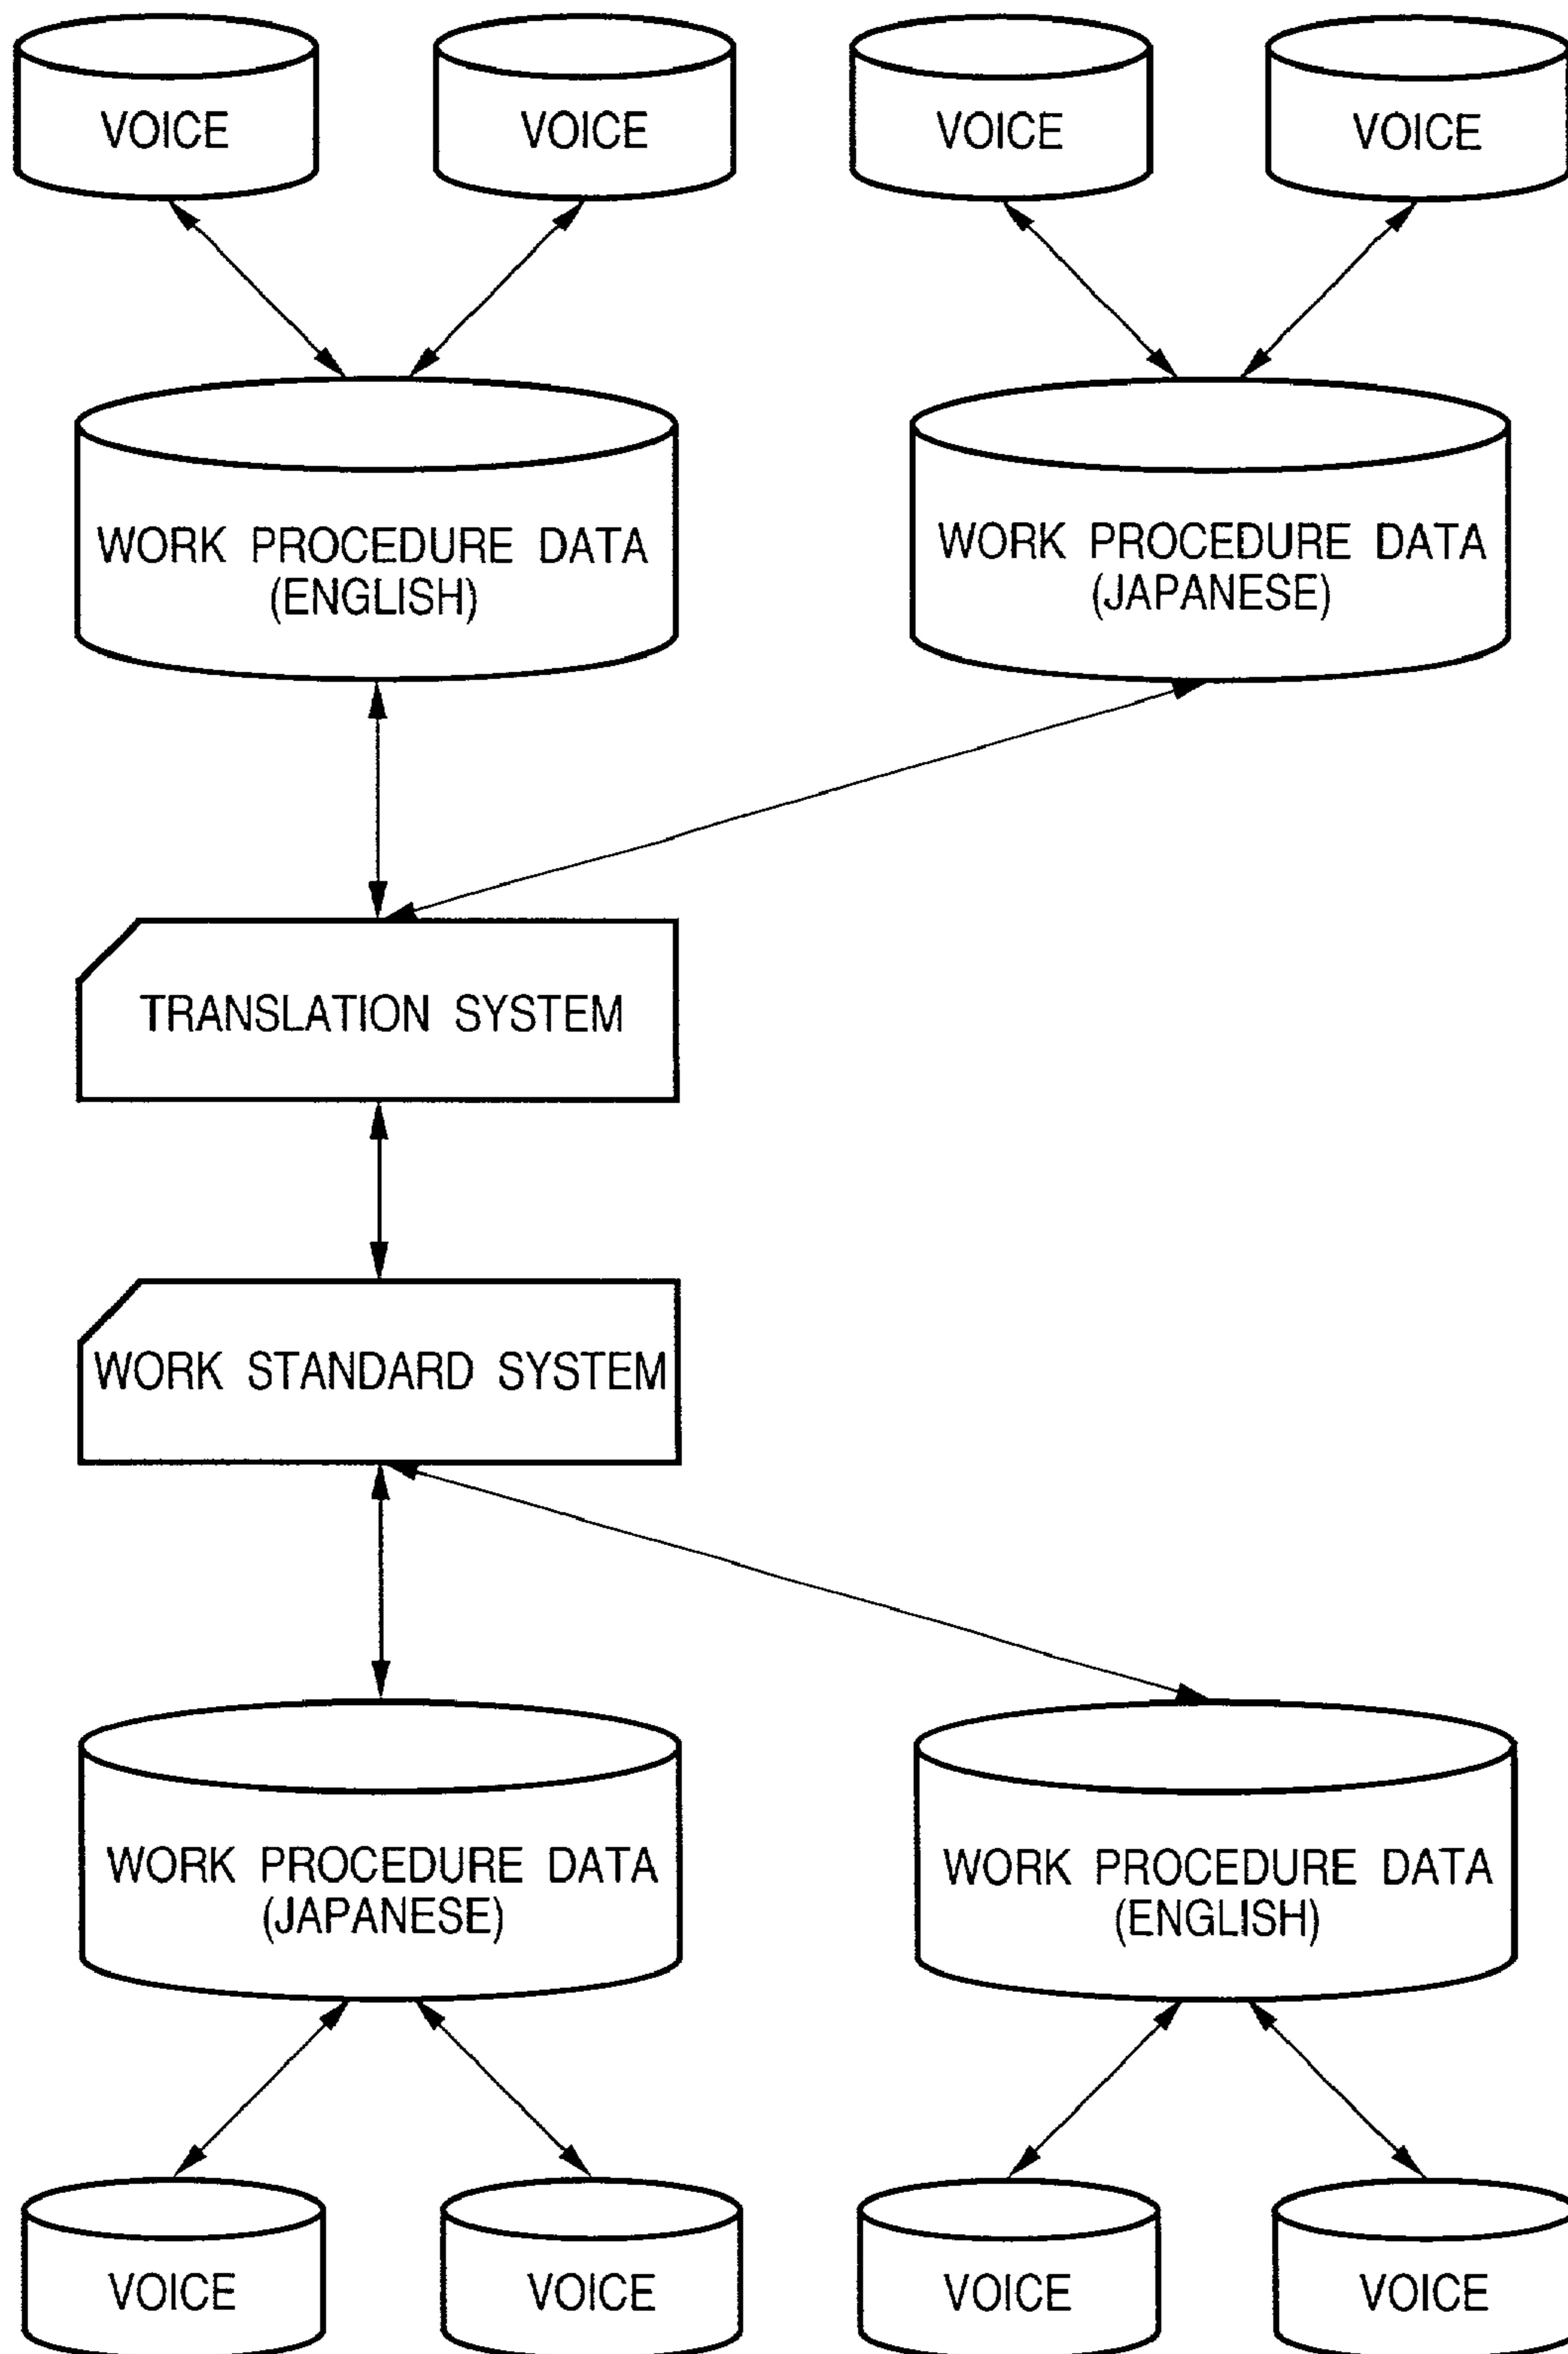 VOICE
VOICE
VOICE
VOICE
WORK PROCEDURE DATA
(ENGLISH)
WORK PROCEDURE DATA
(JAPANESE)
TRANSLATION SYSTEM
WORK STANDARD SYSTEM
WORK PROCEDURE DATA
(JAPANESE)
WORK PROCEDURE DATA
(ENGLISH)
VOICE
VOICE
VOICE
VOICE